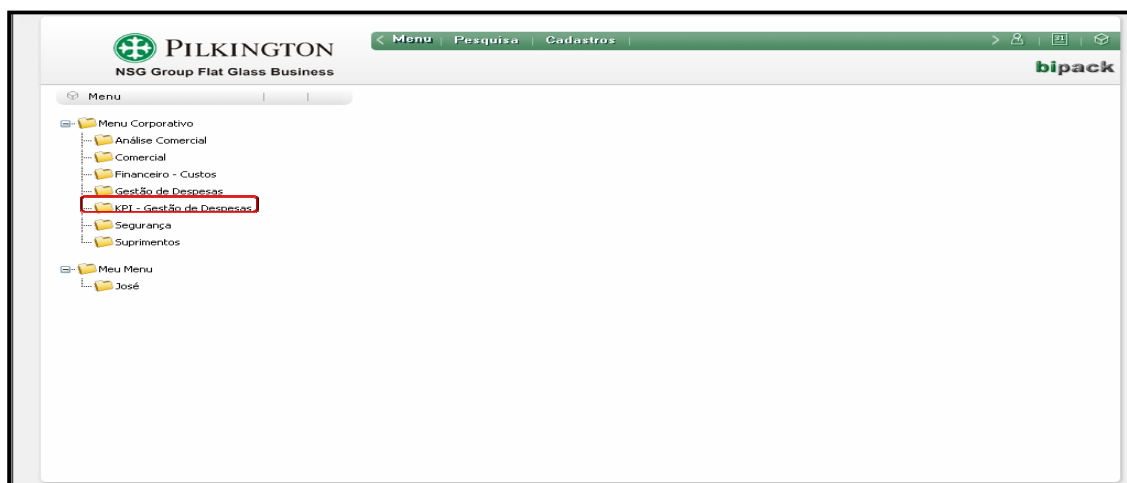 PILKINGTON
NSG Group Flat Glass Business
< Menu | Pesquisa | Cadastros | >
bipack
Menu
Menu Corporativo
Análise Comercial
Comercial
Financeiro - Custos
Gestão de Despesas
KPI - Gestão de Despesas
Segurança
Suprimentos
Meu Menu
José